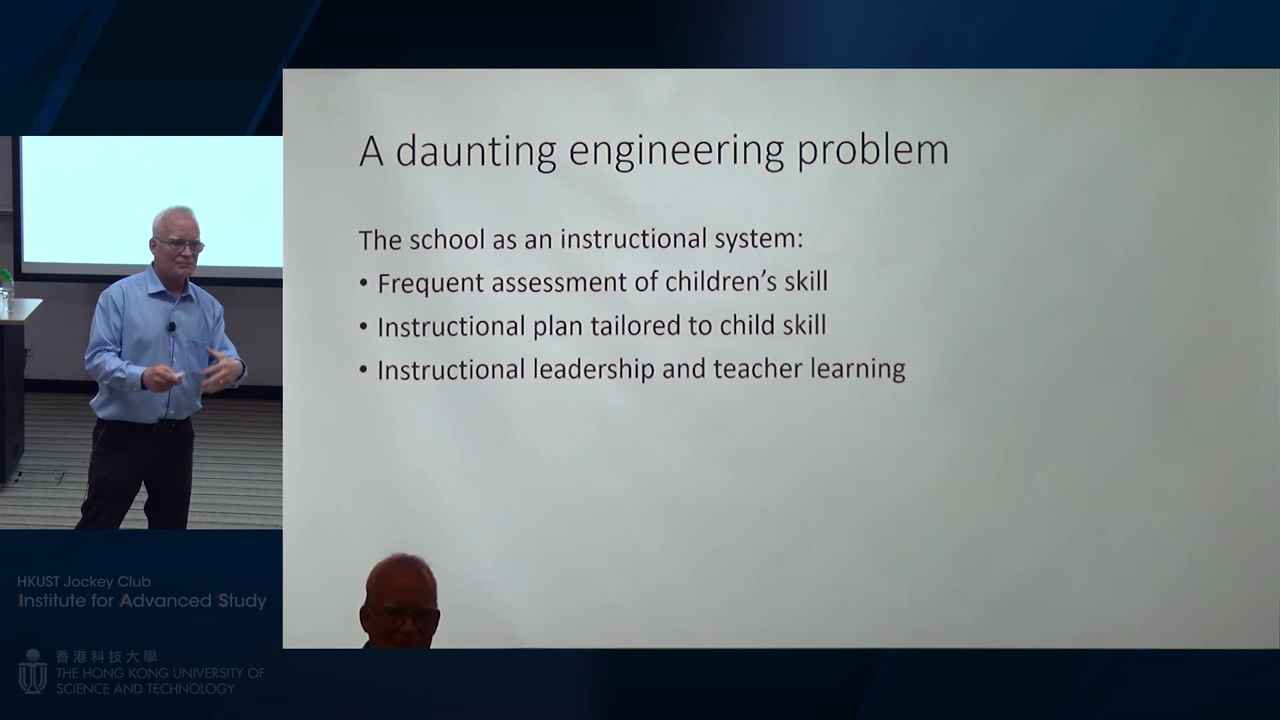 A daunting engineering problem
The school as an instructional system:
• Frequent assessment of children’s skill
• Instructional plan tailored to child skill
• Instructional leadership and teacher learning
HKUST Jockey Club
Institute for Advanced Study
香港科技大學
THE HONG KONG UNIVERSITY OF
SCIENCE AND TECHNOLOGY